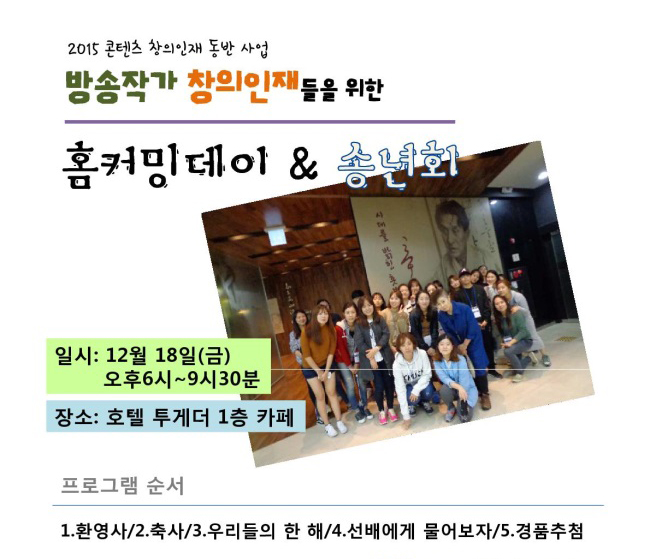 2015 콘텐츠 창의인재 동반 사업
방송작가 창의인재들을 위한
홈커밍데이 & 송년회
일시: 12월 18일(금)
오후6시~9시30분
장소: 호텔 투게더 1층 카페
프로그램 순서
1.환영사/2.축사/3.우리들의 한 해/4.선배에게 물어보자/5.경품추첨